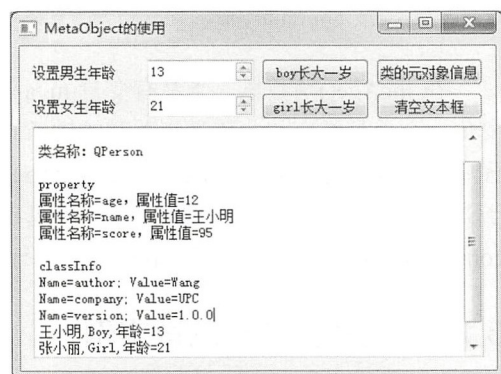 MetaObject的使用
设置男生年龄 13 boy长大一岁 类的元对象信息
设置女生年龄 21 girl长大一岁 清空文本框
类名称: QPerson
property
属性名称=age，属性值=12
属性名称=name，属性值=王小明
属性名称=score，属性值=95
classInfo
Name=author; Value=Wang
Name=company; Value=UPC
Name=version; Value=1.0.0
王小明,Boy,年龄=13
张小丽,Girl,年龄=21